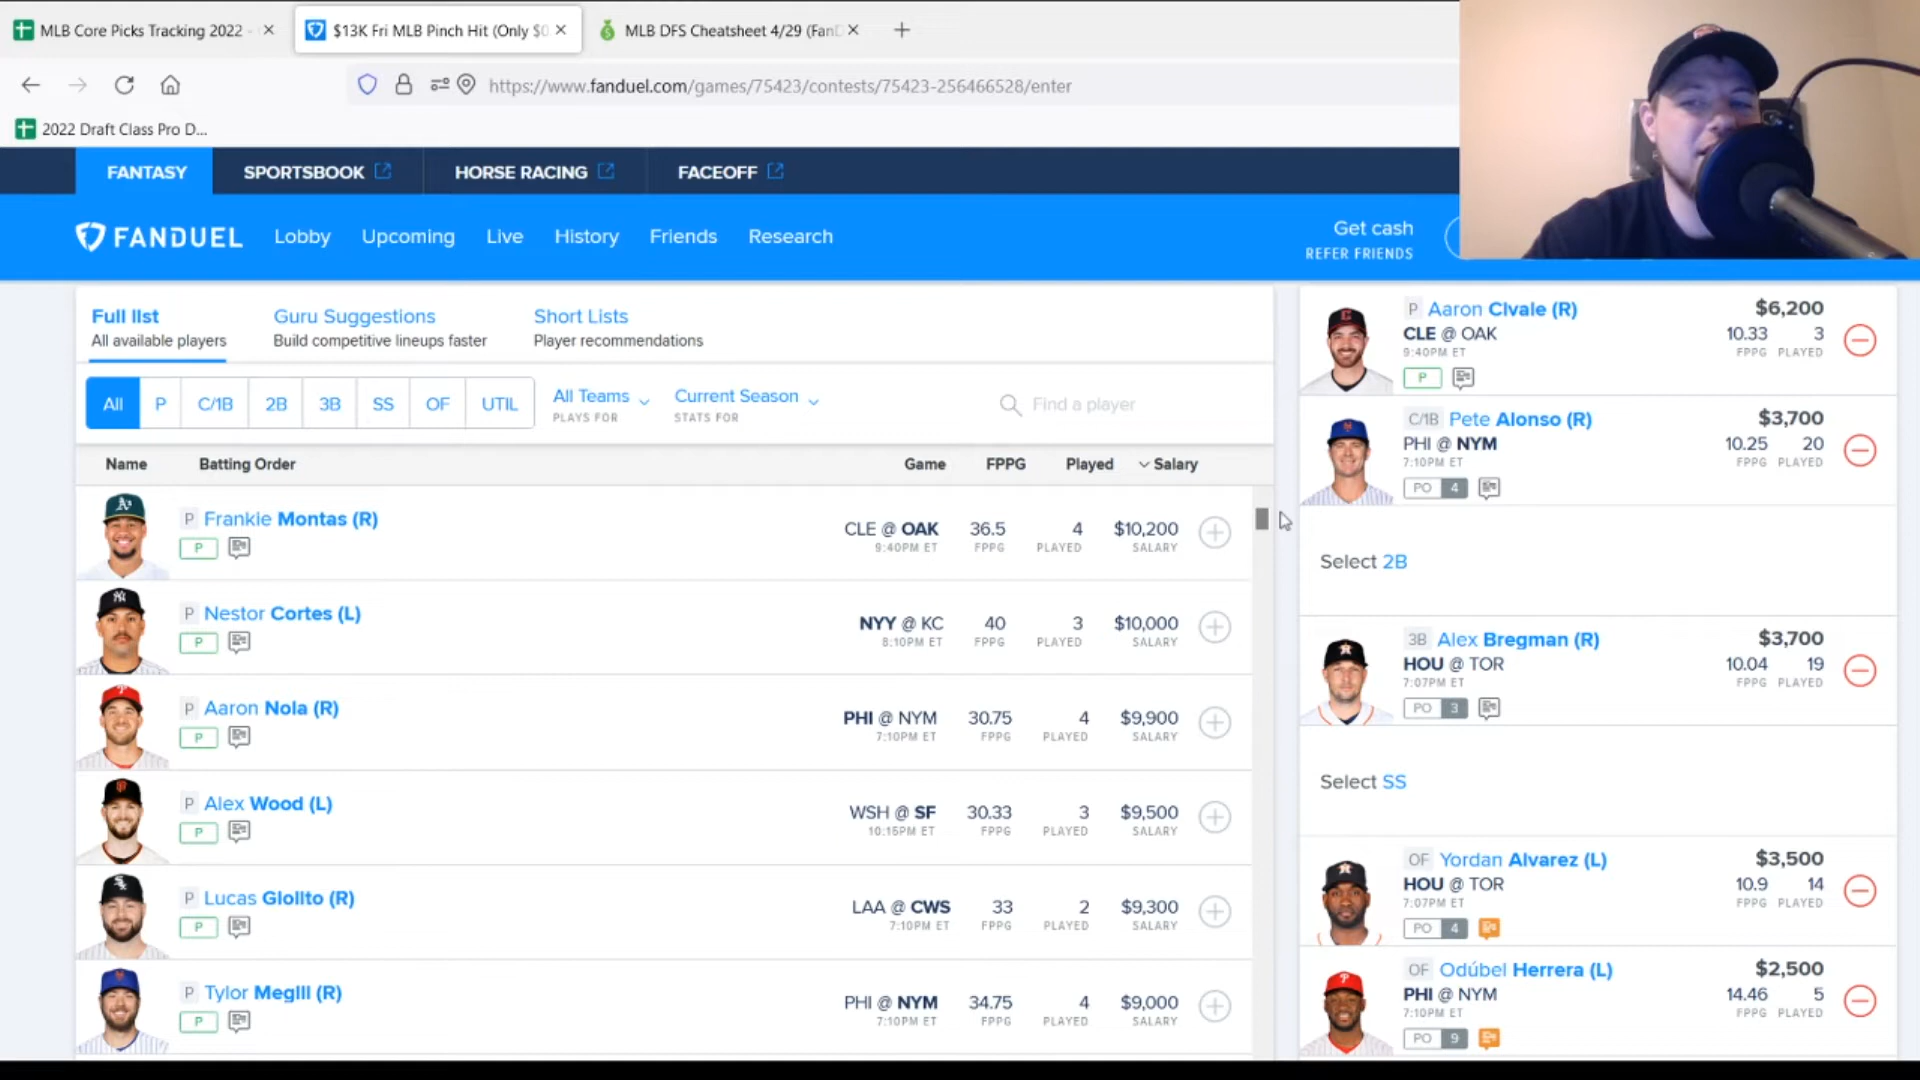 MLB Core Picks Tracking 2022 -
$13K Fri MLB Pinch Hit (Only $0
MLB DFS Cheatsheet 4/29 (FanD
https://www.fanduel.com/games/75423/contests/75423-256466528/enter
2022 Draft Class Pro D...
FANTASY SPORTSBOOK HORSE RACING FACEOFF
FANDUEL Lobby Upcoming Live History Friends Research
Get cash
REFER FRIENDS
Full list Guru Suggestions Short Lists
All available players Build competitive lineups faster Player recommendations
All P C/1B 2B 3B SS OF UTIL
All Teams Current Season
PLAYS FOR STATS FOR
Find a player
Name Batting Order Game FPPG Played Salary
P Frankie Montas (R) CLE @ OAK 36.5 4 $10,200
P 9:40PM ET FPPG PLAYED SALARY
P Nestor Cortes (L) NYY @ KC 40 3 $10,000
P 8:10PM ET FPPG PLAYED SALARY
P Aaron Nola (R) PHI @ NYM 30.75 4 $9,900
P 7:10PM ET FPPG PLAYED SALARY
P Alex Wood (L) WSH @ SF 30.33 3 $9,500
P 10:15PM ET FPPG PLAYED SALARY
P Lucas Giolito (R) LAA @ CWS 33 2 $9,300
P 7:10PM ET FPPG PLAYED SALARY
P Tylor Megill (R) PHI @ NYM 34.75 4 $9,000
P 7:10PM ET FPPG PLAYED SALARY
P Aaron Civale (R) $6,200
CLE @ OAK 10.33 3
9:40PM ET FPPG PLAYED
P
C/1B Pete Alonso (R) $3,700
PHI @ NYM 10.25 20
7:10PM ET FPPG PLAYED
PO 4
Select 2B
3B Alex Bregman (R) $3,700
HOU @ TOR 10.04 19
7:07PM ET FPPG PLAYED
PO 3
Select SS
OF Yordan Alvarez (L) $3,500
HOU @ TOR 10.9 14
7:07PM ET FPPG PLAYED
PO 4
OF Odúbel Herrera (L) $2,500
PHI @ NYM 14.46 5
7:10PM ET FPPG PLAYED
PO 9